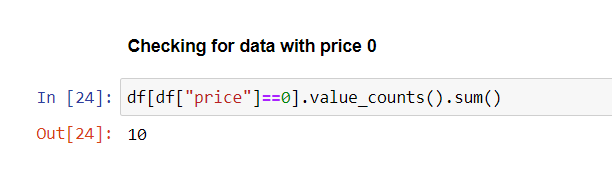 Checking for data with price 0
In [24]: df[df["price"]==0].value_counts().sum()
Out[24]: 10